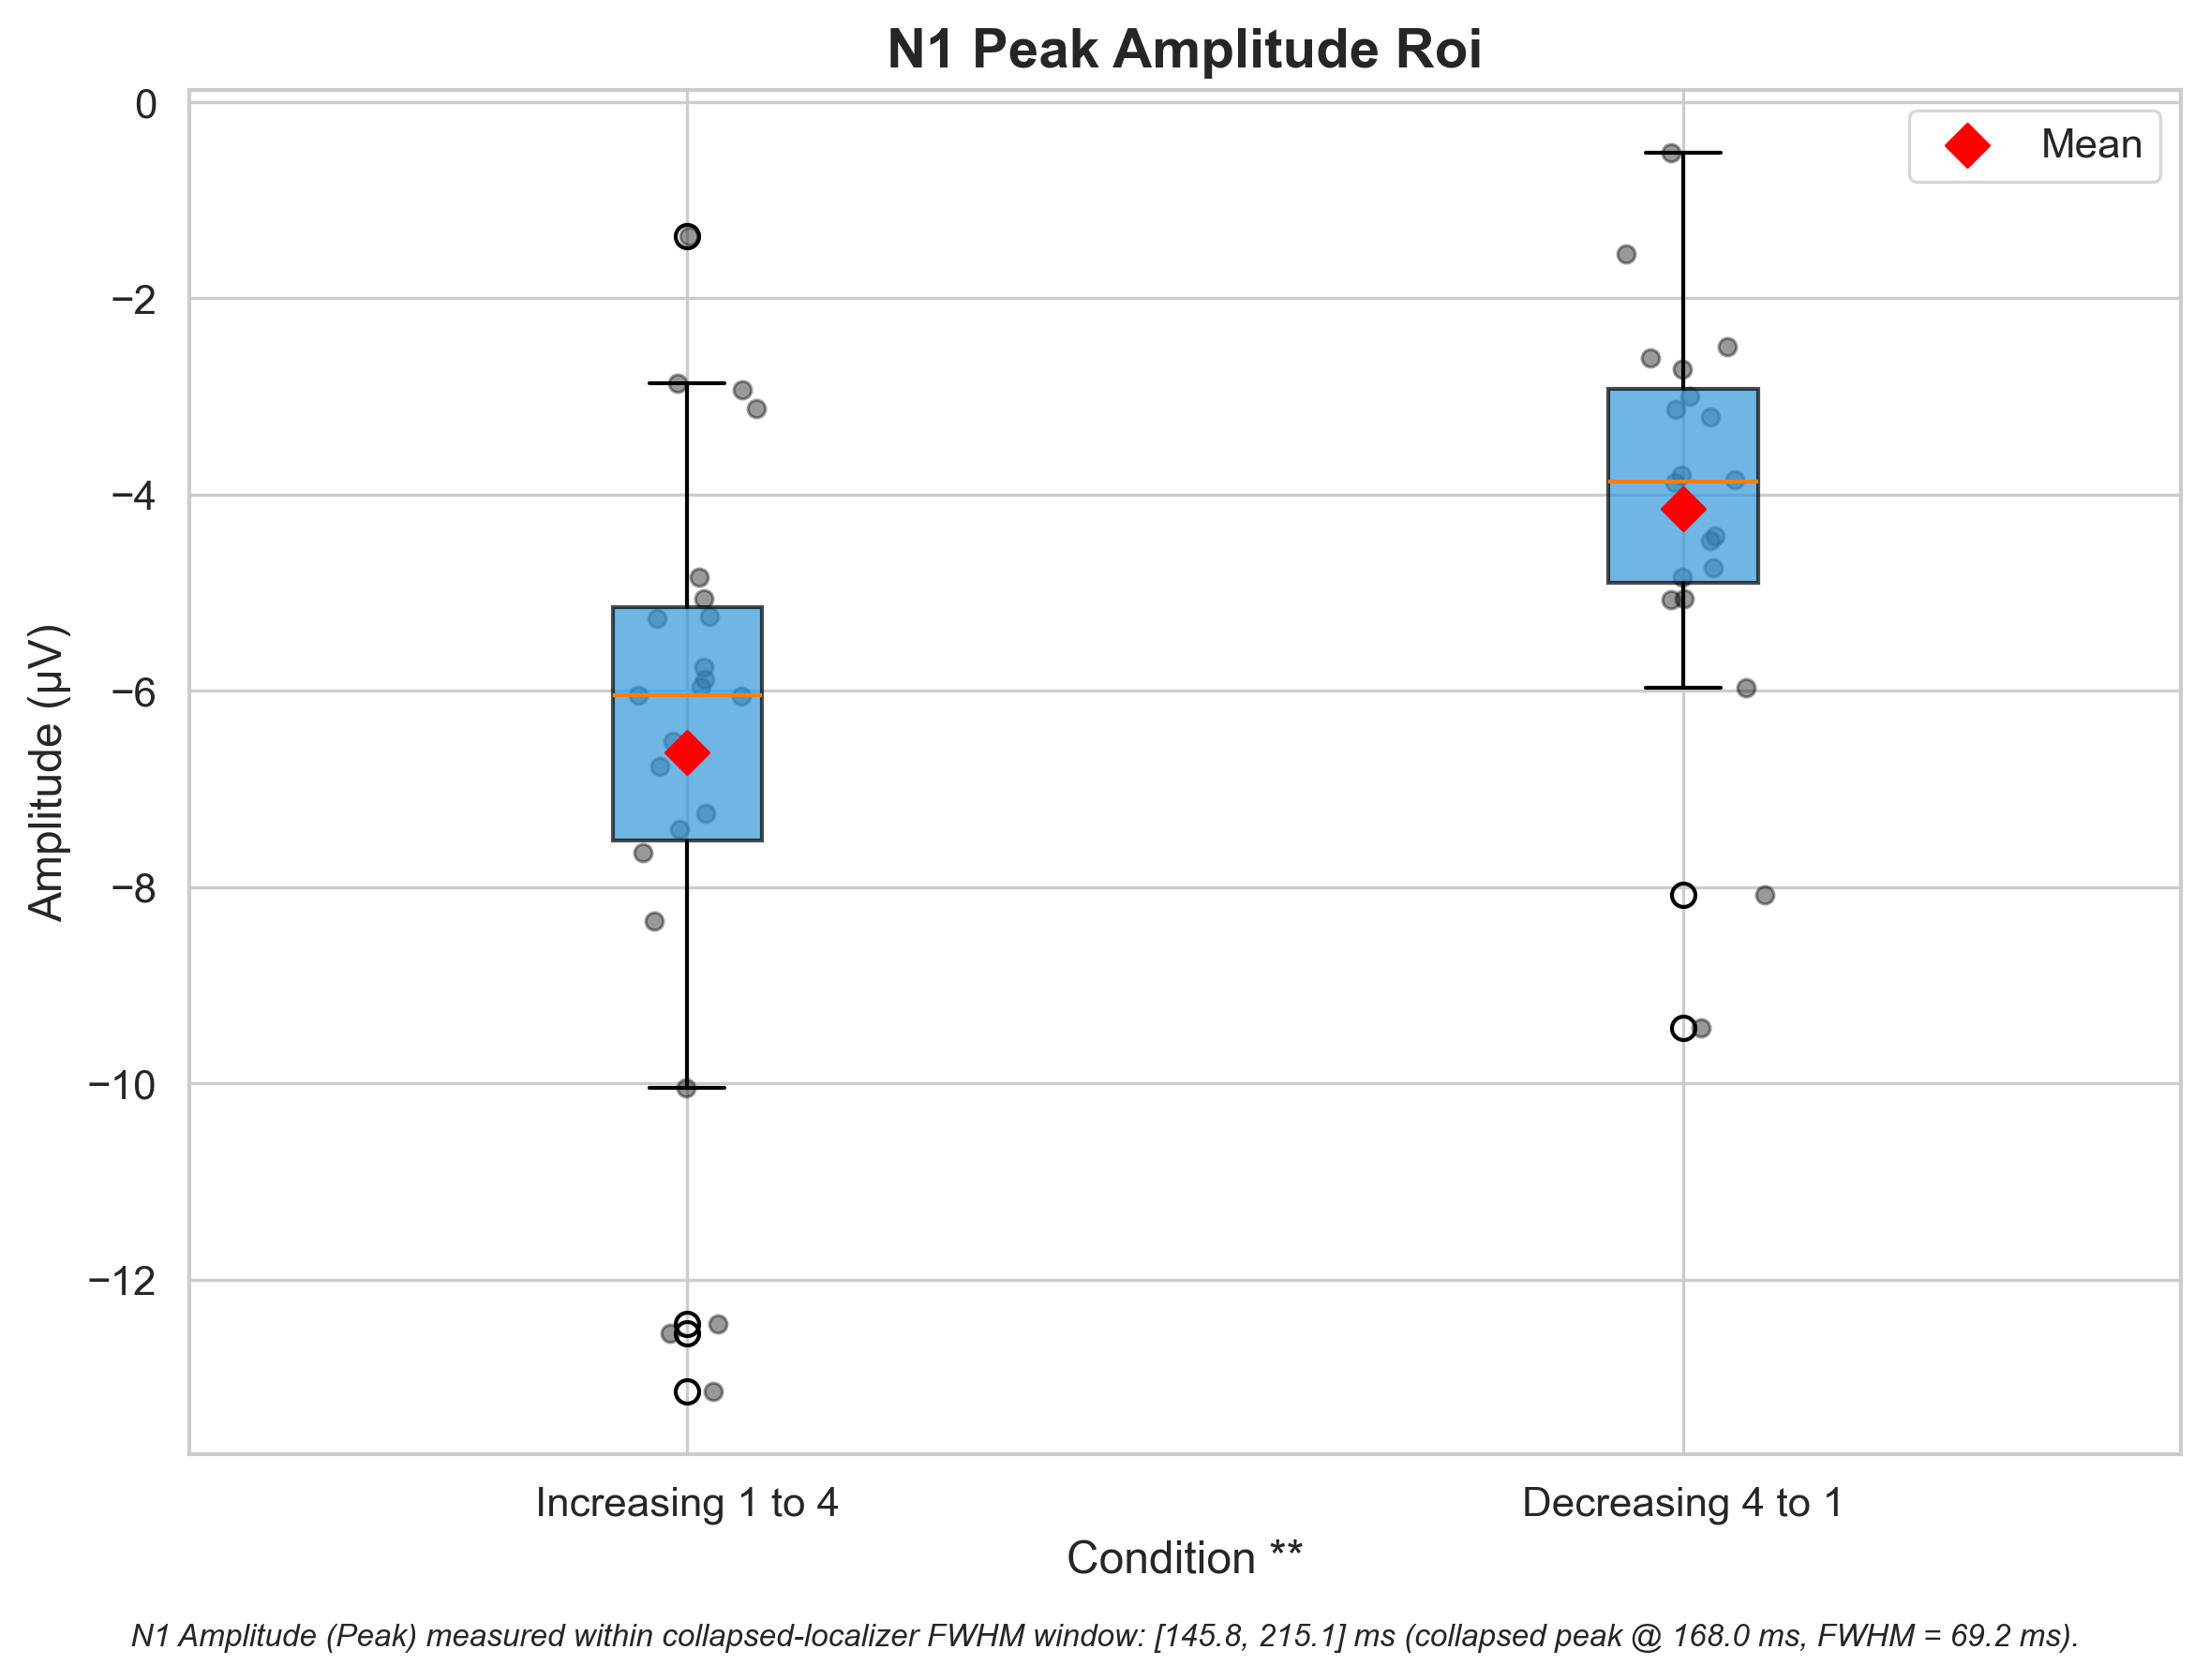 N1 Peak Amplitude Roi
Mean
0
−2
−4
−6
−8
−10
−12
Amplitude (µV)
Increasing 1 to 4
Decreasing 4 to 1
Condition **
N1 Amplitude (Peak) measured within collapsed-localizer FWHM window: [145.8, 215.1] ms (collapsed peak @ 168.0 ms, FWHM = 69.2 ms).